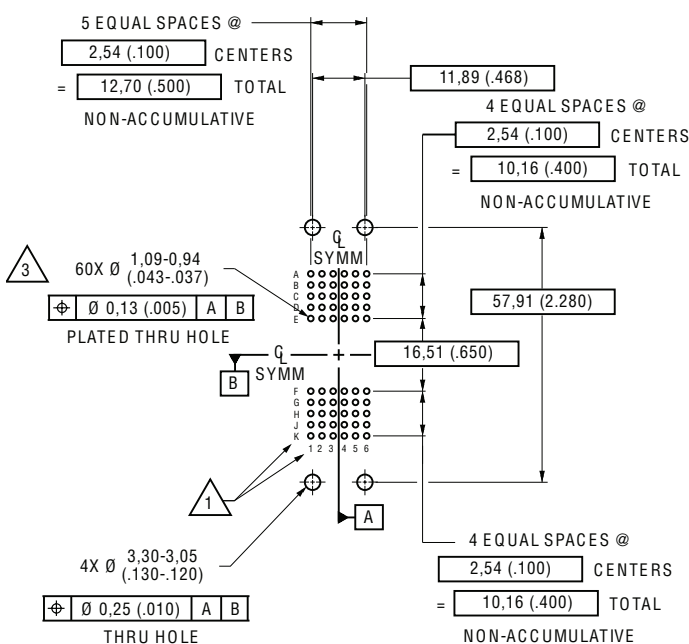 5 EQUAL SPACES @
2,54 (.100) CENTERS
= 12,70 (.500) TOTAL
NON-ACCUMULATIVE
11,89 (.468)
4 EQUAL SPACES @
2,54 (.100) CENTERS
= 10,16 (.400) TOTAL
NON-ACCUMULATIVE
℄
SYMM
3
60X Ø 1,09-0,94
(.043-.037)
⌖ Ø 0,13 (.005) A B
PLATED THRU HOLE
A
B
C
D
E
57,91 (2.280)
16,51 (.650)
℄
SYMM
B
F
G
H
J
K
1 2 3 4 5 6
1
A
4X Ø 3,30-3,05
(.130-.120)
⌖ Ø 0,25 (.010) A B
THRU HOLE
4 EQUAL SPACES @
2,54 (.100) CENTERS
= 10,16 (.400) TOTAL
NON-ACCUMULATIVE